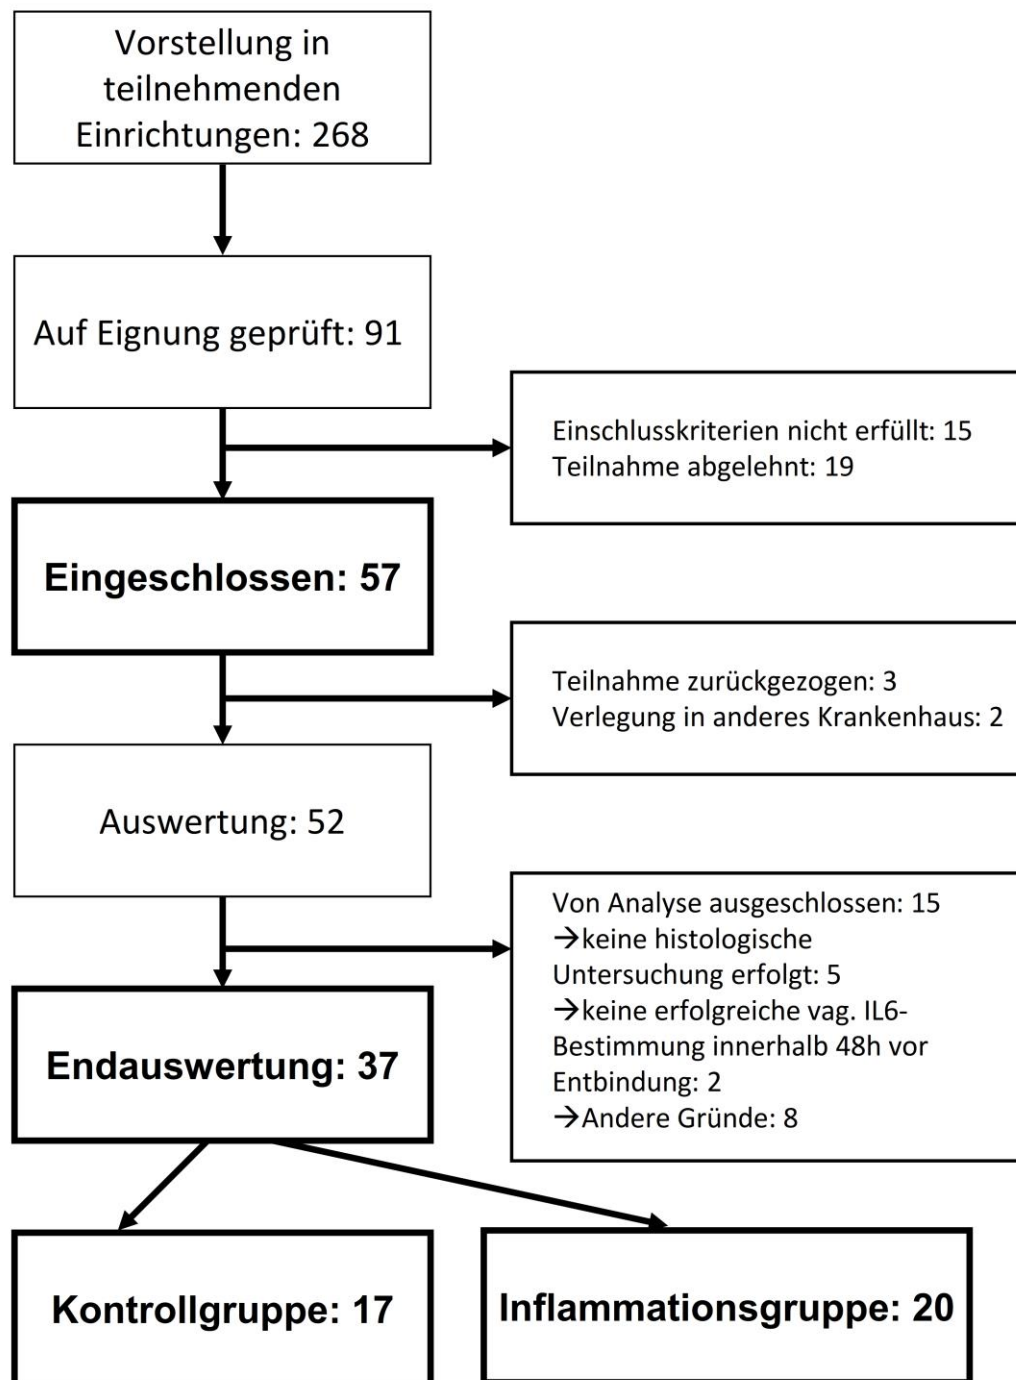 Vorstellung in
teilnehmenden
Einrichtungen: 268
Auf Eignung geprüft: 91
Einschlusskriterien nicht erfüllt: 15
Teilnahme abgelehnt: 19
Eingeschlossen: 57
Teilnahme zurückgezogen: 3
Verlegung in anderes Krankenhaus: 2
Auswertung: 52
Von Analyse ausgeschlossen: 15
→keine histologische
Untersuchung erfolgt: 5
→keine erfolgreiche vag. IL6-
Bestimmung innerhalb 48h vor
Entbindung: 2
→Andere Gründe: 8
Endauswertung: 37
Kontrollgruppe: 17
Inflammationsgruppe: 20